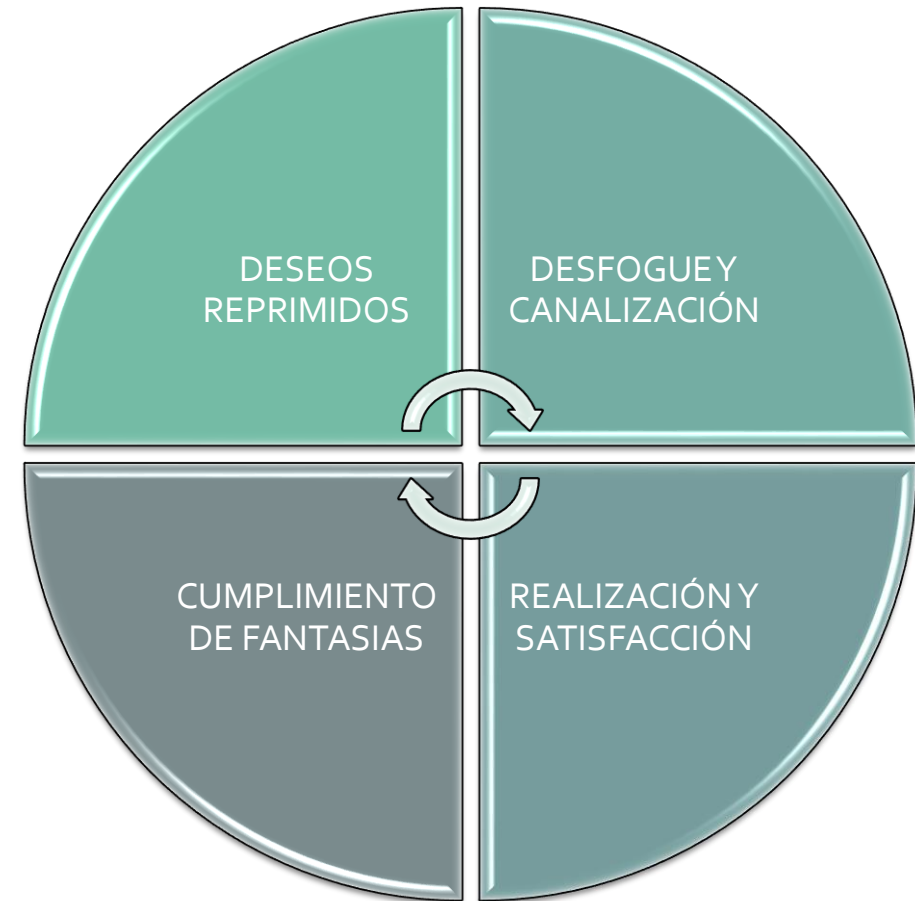 DESEOS
REPRIMIDOS
DESFOGUE Y
CANALIZACIÓN
CUMPLIMIENTO
DE FANTASIAS
REALIZACIÓN Y
SATISFACCIÓN